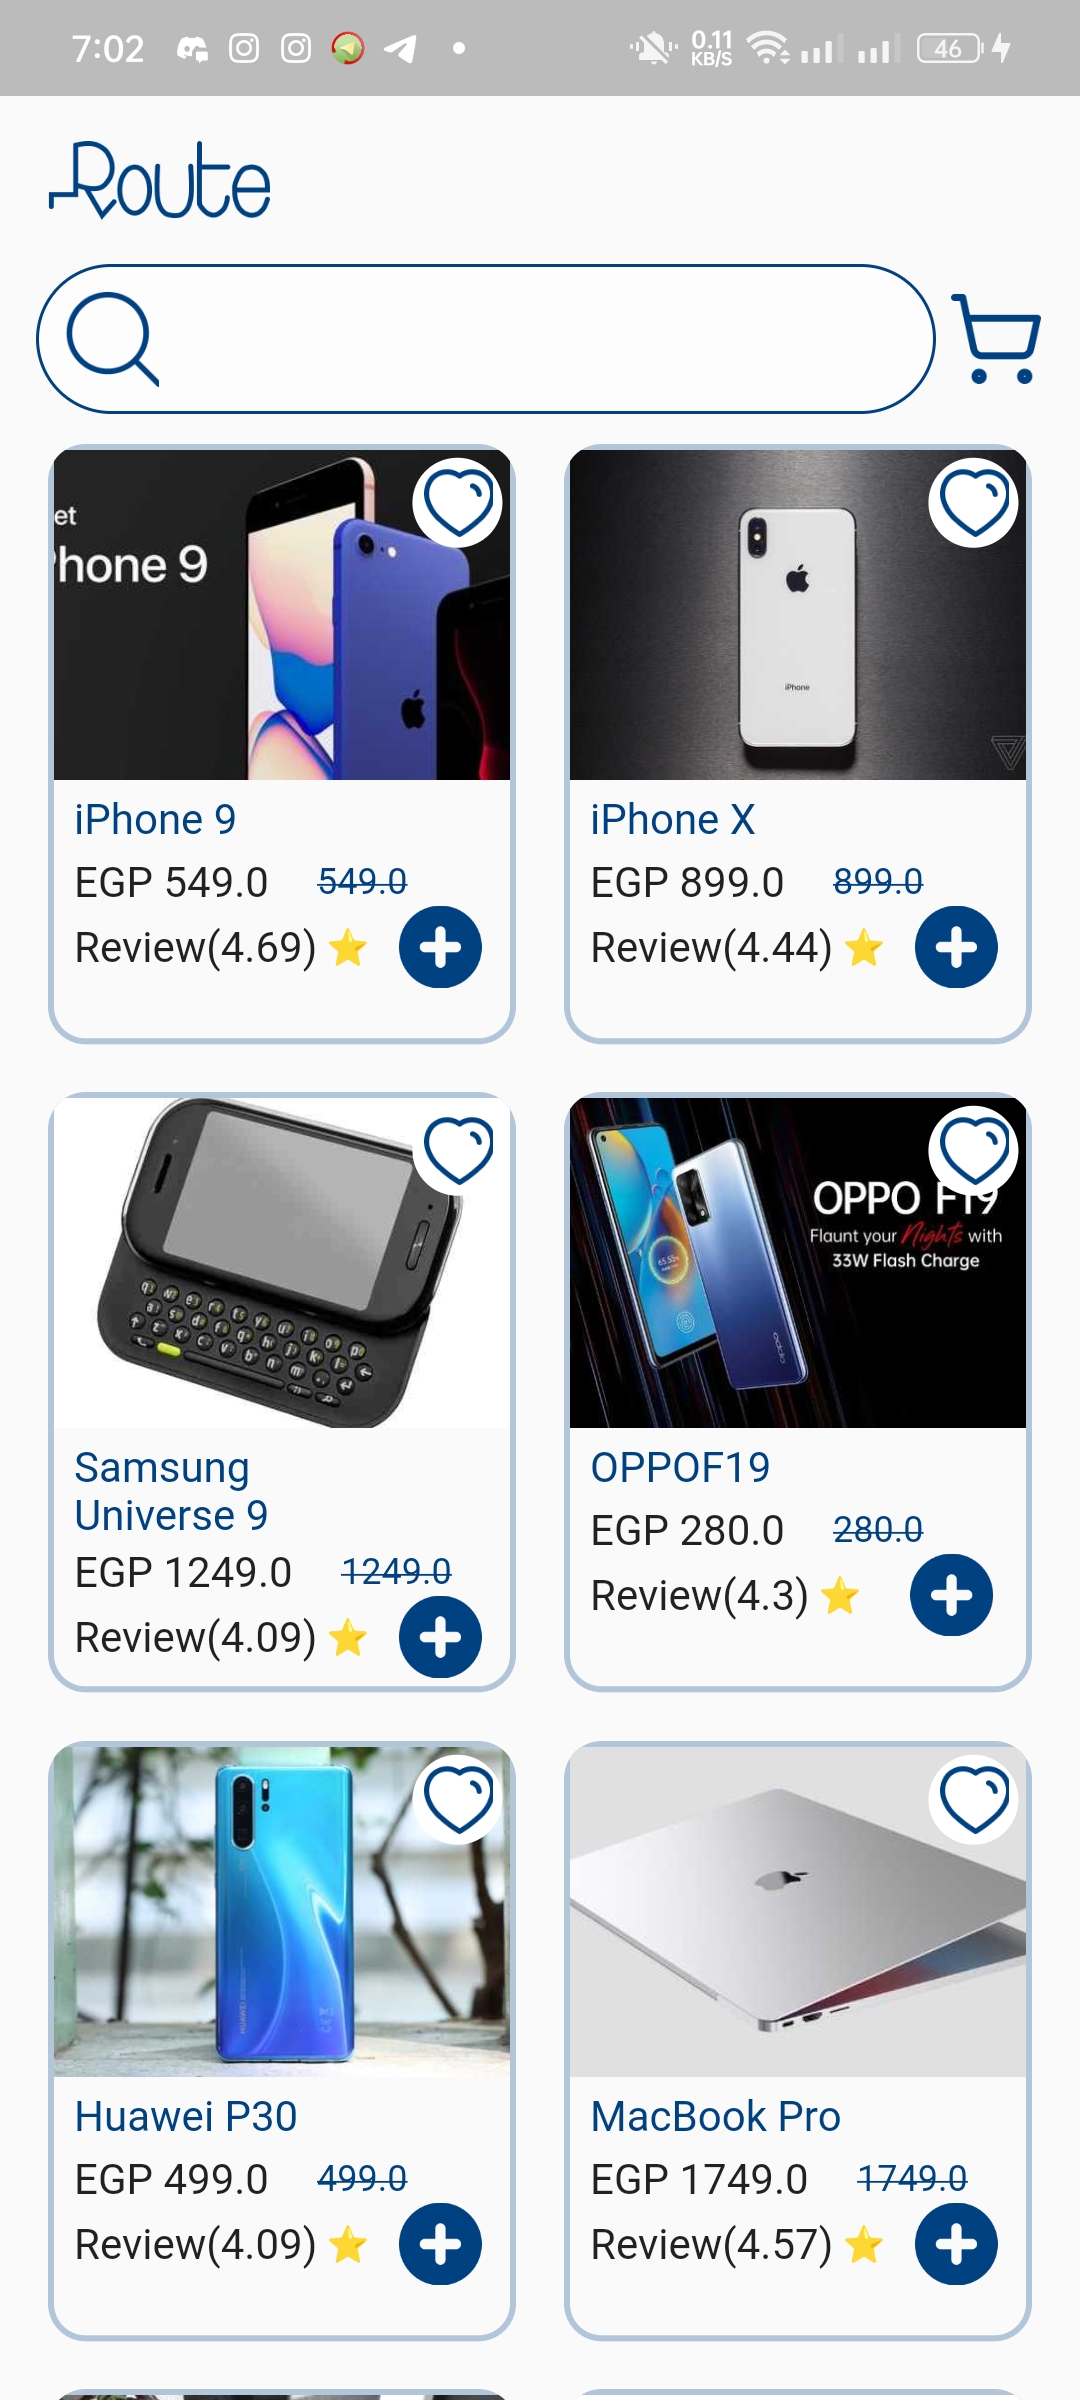 7:02
0.11
KB/S
46
Route
et
hone 9
iPhone
iPhone 9
EGP 549.0 549.0
Review(4.69)
iPhone X
EGP 899.0 899.0
Review(4.44)
OPPO F19
Flaunt your Nights with
33W Flash Charge
oppo
Samsung
Universe 9
EGP 1249.0 1249.0
Review(4.09)
OPPOF19
EGP 280.0 280.0
Review(4.3)
Huawei P30
EGP 499.0 499.0
Review(4.09)
MacBook Pro
EGP 1749.0 1749.0
Review(4.57)